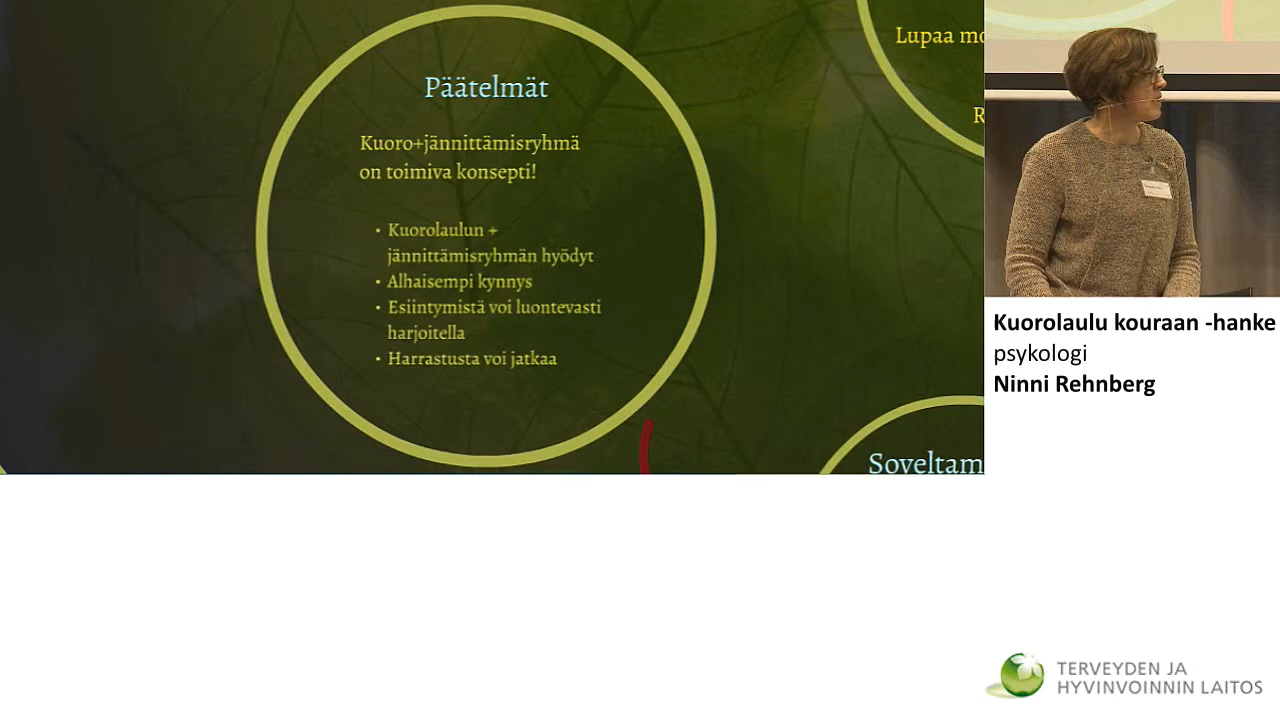 Päätelmät
Kuoro+jännittämisryhmä
on toimiva konsepti!
• Kuorolaulun +
jännittämisryhmän hyödyt
• Alhaisempi kynnys
• Esiintymistä voi luontevasti
harjoitella
• Harrastusta voi jatkaa
Lupaa
Soveltam
Kuorolaulu kouraan -hanke
psykologi
Ninni Rehnberg
TERVEYDEN JA
HYVINVOINNIN LAITOS